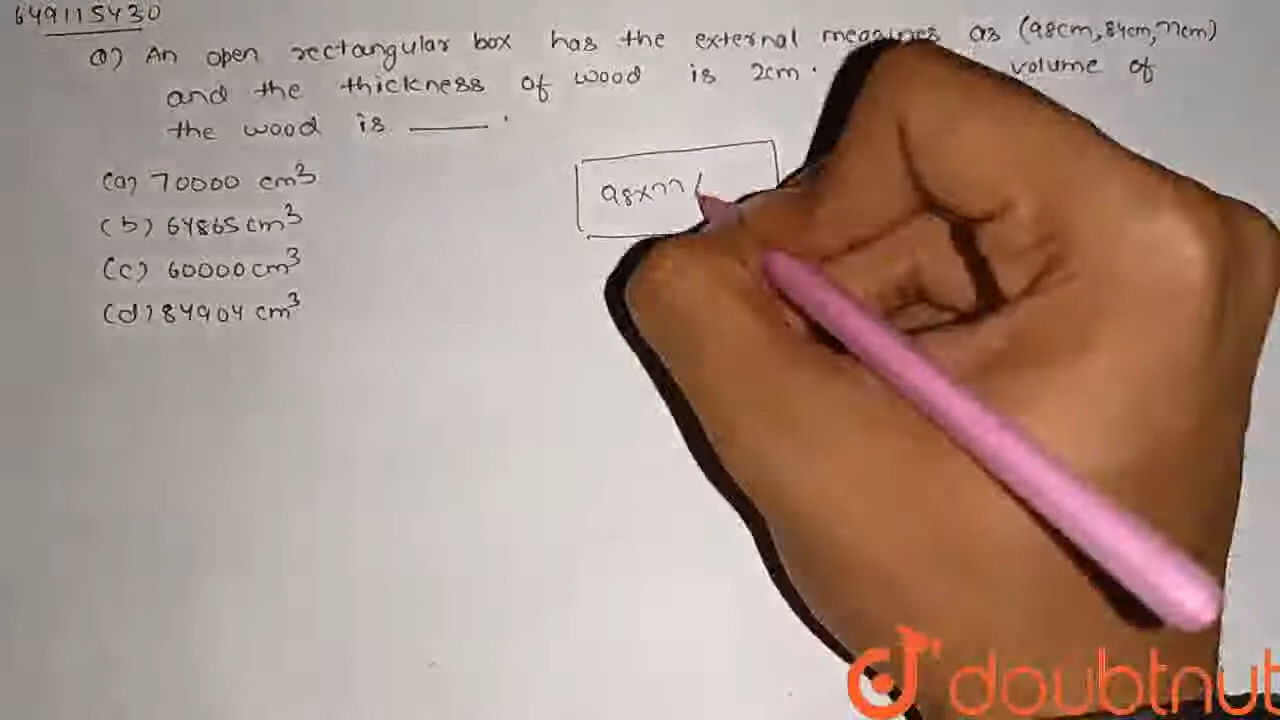 649115430
Q) An open rectangular box has the external measures as (98cm,84cm,77cm)
and the thickness of wood is 2cm. volume of
the wood is ______.
(a) 70000 cm³
(b) 64865 cm³
(c) 60000 cm³
(d) 84904 cm³
98×77
doubtnut